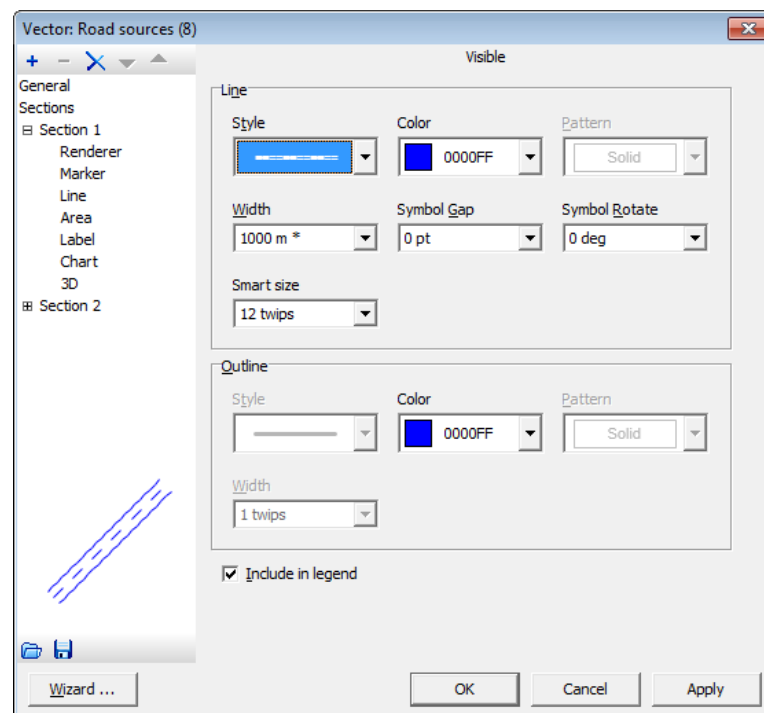 Vector: Road sources (8)
General
Sections
Section 1
Renderer
Marker
Line
Area
Label
Chart
3D
Section 2
Visible
Line
Style
Color
Pattern
0000FF
Solid
Width
Symbol Gap
Symbol Rotate
1000 m *
0 pt
0 deg
Smart size
12 twips
Outline
Style
Color
Pattern
0000FF
Solid
Width
1 twips
Include in legend
Wizard ...
OK
Cancel
Apply